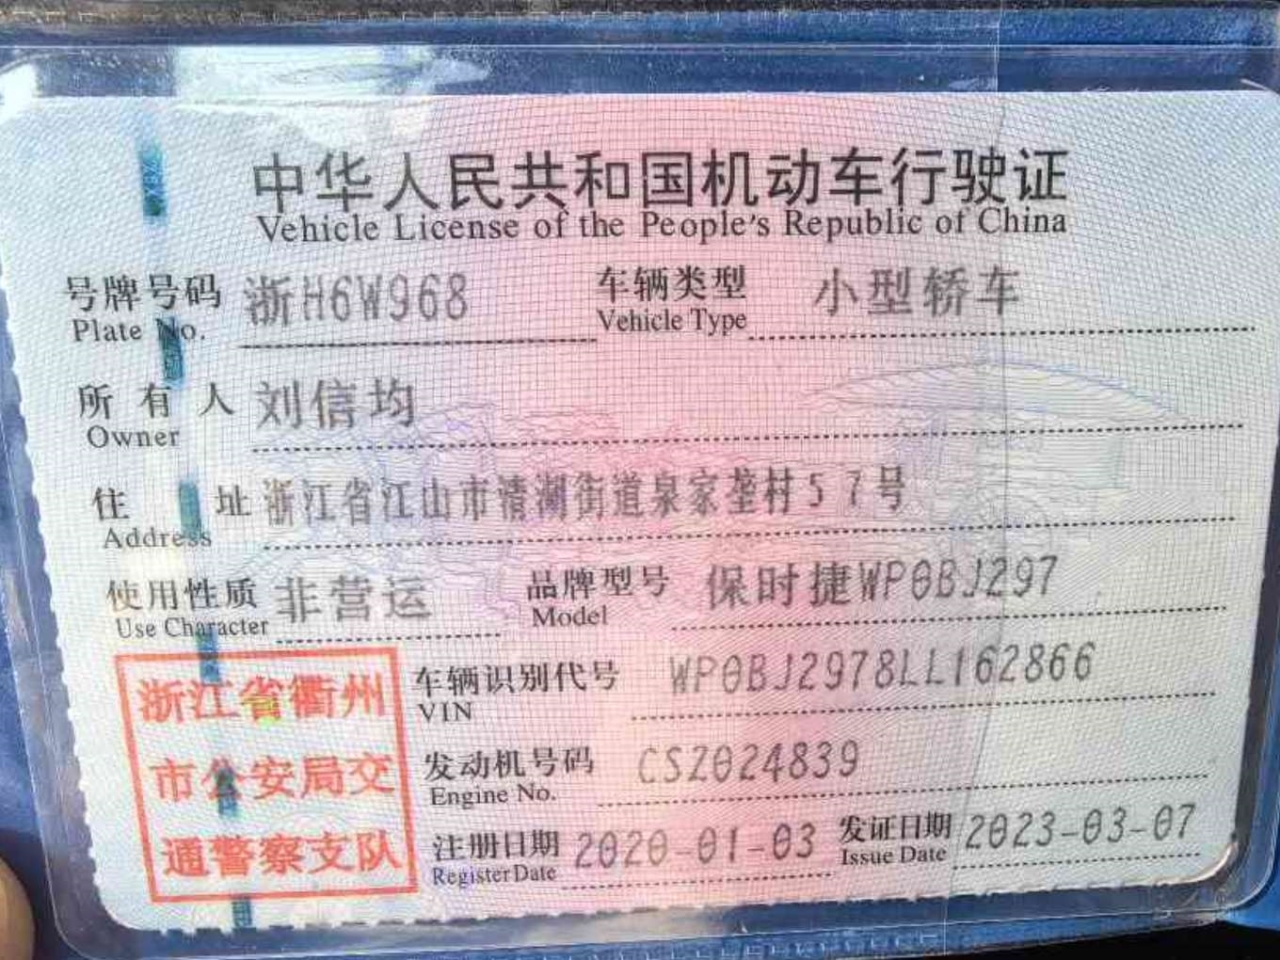 中华人民共和国机动车行驶证
Vehicle License of the People's Republic of China
号牌号码 浙H6W968 车辆类型 小型轿车
Plate No. Vehicle Type
所有人 刘信均
Owner
住址 浙江省江山市清湖街道泉家垄村57号
Address
使用性质 非营运 品牌型号 保时捷WP0BJ297
Use Character Model
浙江省衢州
市公安局交
通警察支队
车辆识别代号 WP0BJ2978LL162866
VIN
发动机号码 CSZ024839
Engine No.
注册日期 2020-01-03 发证日期 2023-03-07
Register Date Issue Date